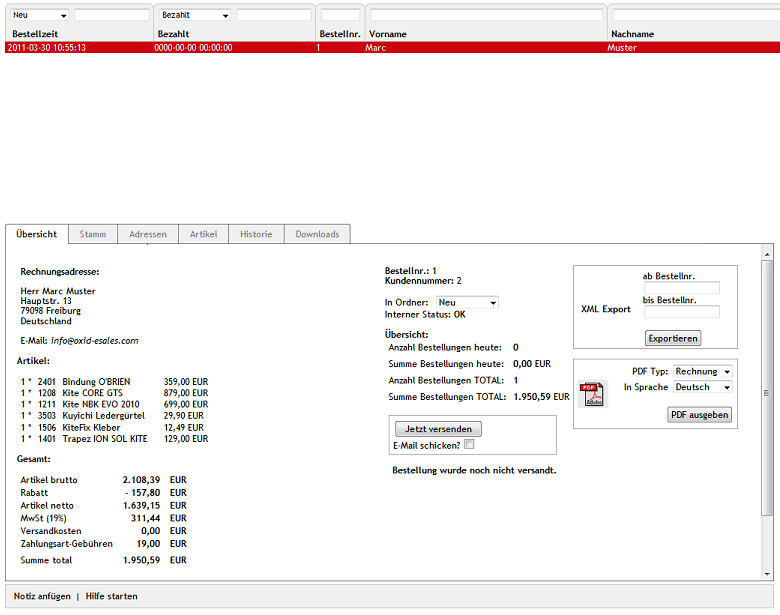 Neu Bezahlt
Bestellzeit Bezahlt Bestellnr. Vorname Nachname
2011-03-30 10:55:13 0000-00-00 00:00:00 1 Marc Muster
Übersicht Stamm Adressen Artikel Historie Downloads
Rechnungsadresse:
Herr Marc Muster
Hauptstr. 13
79098 Freiburg
Deutschland
E-Mail: info@oxid-esales.com
Artikel:
1 * 2401 Bindung O'BRIEN 359,00 EUR
1 * 1208 Kite CORE GTS 879,00 EUR
1 * 1211 Kite NBK EVO 2010 699,00 EUR
1 * 3503 Kuyichi Ledergürtel 29,90 EUR
1 * 1506 KiteFix Kleber 12,49 EUR
1 * 1401 Trapez ION SOL KITE 129,00 EUR
Gesamt:
Artikel brutto 2.108,39 EUR
Rabatt - 157,80 EUR
Artikel netto 1.639,15 EUR
MwSt (19%) 311,44 EUR
Versandkosten 0,00 EUR
Zahlungsart-Gebühren 19,00 EUR
Summe total 1.950,59 EUR
Bestellnr.: 1
Kundennummer: 2
In Ordner: Neu
Interner Status: OK
Übersicht:
Anzahl Bestellungen heute: 0
Summe Bestellungen heute: 0,00 EUR
Anzahl Bestellungen TOTAL: 1
Summe Bestellungen TOTAL: 1.950,59 EUR
Jetzt versenden
E-Mail schicken?
Bestellung wurde noch nicht versandt.
ab Bestellnr.
XML Export
bis Bestellnr.
Exportieren
PDF
Adobe
PDF Typ: Rechnung
In Sprache Deutsch
PDF ausgeben
Notiz anfügen | Hilfe starten